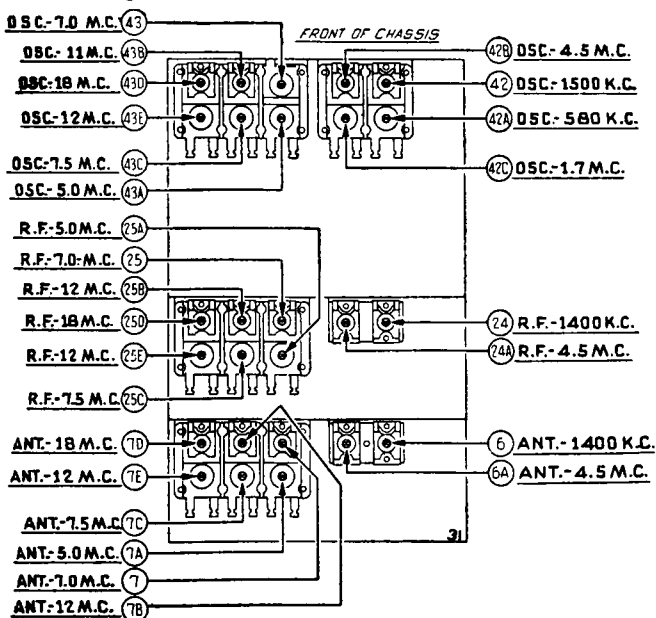 FRONT OF CHASSIS
OSC.-7.0 M.C. 43
OSC.-11 M.C. 43B
OSC.-18 M.C. 43D
OSC.-12 M.C. 43E
OSC.-7.5 M.C. 43C
OSC.-5.0 M.C. 43A
42B OSC.-4.5 M.C.
42 OSC.-1500 K.C.
42A OSC.-580 K.C.
42C OSC.-1.7 M.C.
R.F.-5.0 M.C. 25A
R.F.-7.0-M.C. 25
R.F.-12 M.C. 25B
R.F.-18 M.C. 25D
R.F.-12 M.C. 25E
R.F.-7.5 M.C. 25C
24 R.F.-1400 K.C.
24A R.F.-4.5 M.C.
ANT.-18 M.C. 7D
ANT.-12 M.C. 7E
ANT.-7.5 M.C. 7C
ANT.-5.0 M.C. 7A
ANT.-7.0 M.C. 7
ANT.-12 M.C. 7B
6 ANT.-1400 K.C.
6A ANT.-4.5 M.C.
31